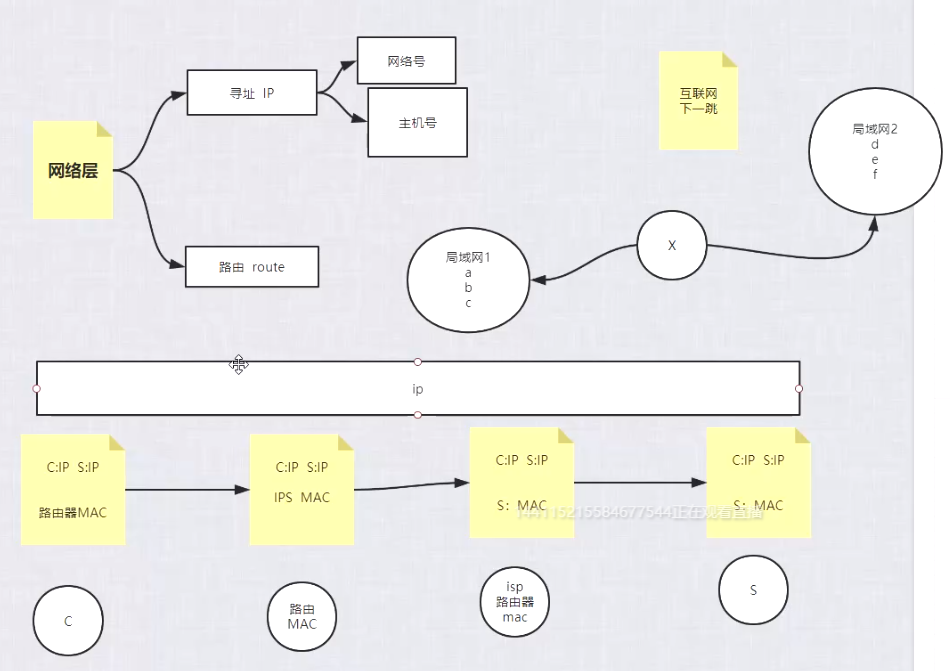 网络层
寻址 IP
网络号
主机号
路由 route
互联网
下一跳
局域网1
a
b
c
X
局域网2
d
e
f
ip
C:IP S:IP
路由器MAC
C:IP S:IP
IPS MAC
C:IP S:IP
S：MAC
C:IP S:IP
S：MAC
144115215584677544正在观看直播
C
路由
MAC
isp
路由器
mac
S